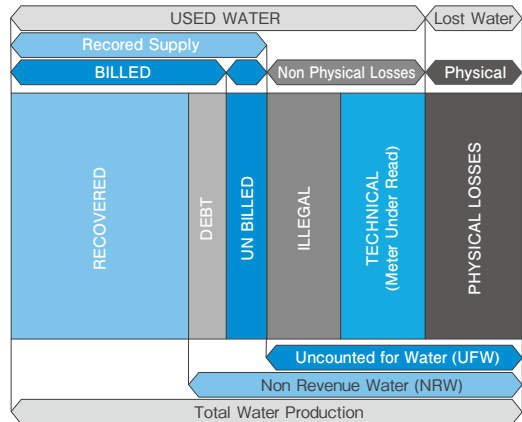 USED WATER
Lost Water
Recored Supply
BILLED
Non Physical Losses
Physical
RECOVERED
DEBT
UN BILLED
ILLEGAL
TECHNICAL
(Meter Under Read)
PHYSICAL LOSSES
Uncounted for Water (UFW)
Non Revenue Water (NRW)
Total Water Production